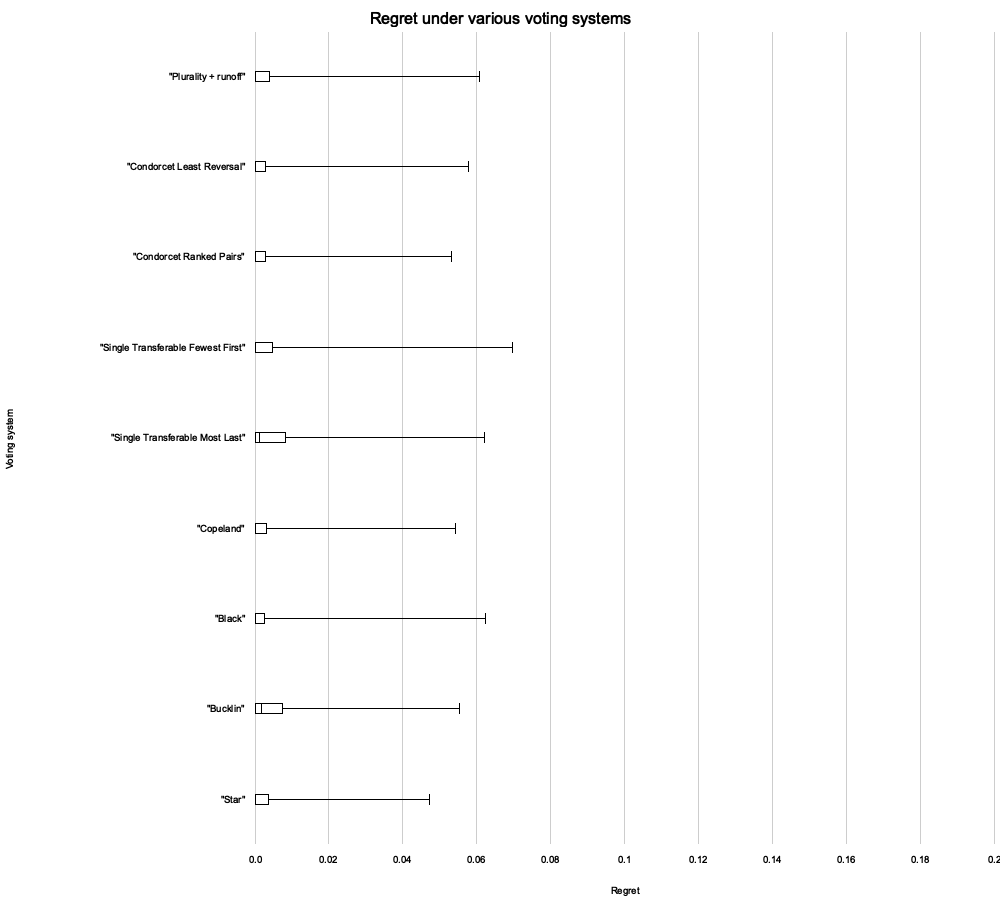 Regret under various voting systems
"Plurality + runoff"
"Condorcet Least Reversal"
"Condorcet Ranked Pairs"
"Single Transferable Fewest First"
"Single Transferable Most Last"
"Copeland"
"Black"
"Bucklin"
"Star"
Voting system
0.0 0.02 0.04 0.06 0.08 0.1 0.12 0.14 0.16 0.18 0.2
Regret